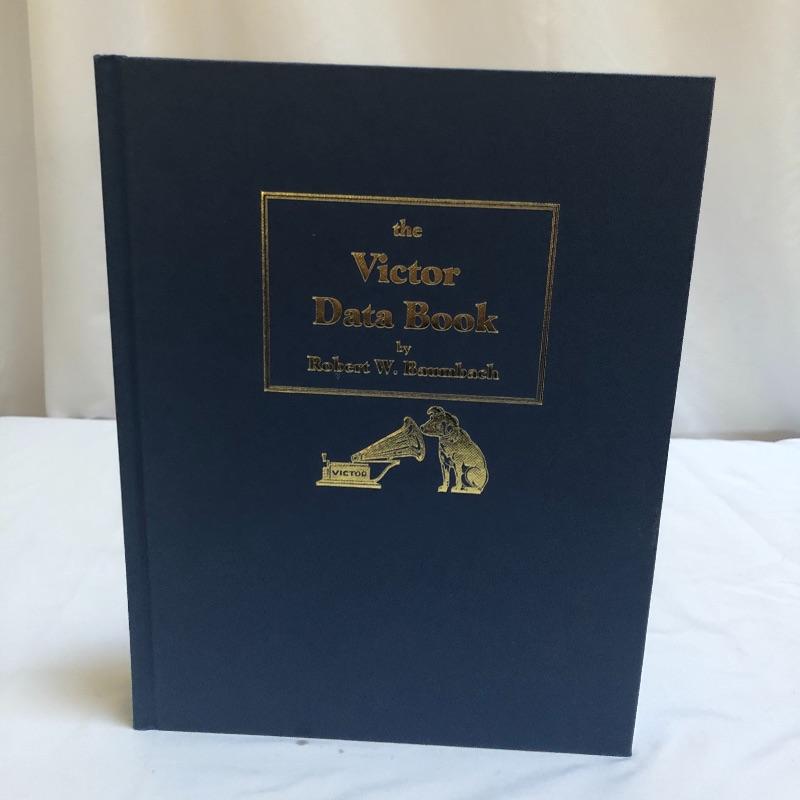 the
Victor
Data Book
by
Robert W. Baumbach
VICTOR